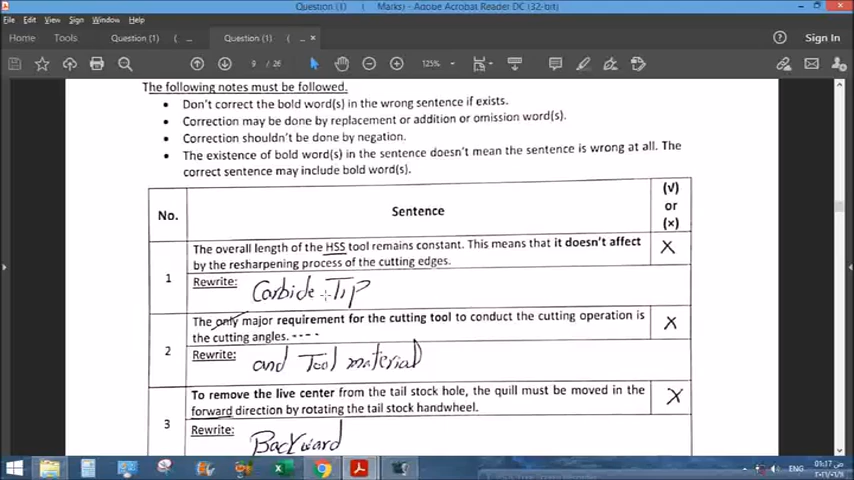 Question (1) ( Marks) - Adobe Acrobat Reader DC (32-bit)
File Edit View Sign Window Help
Home Tools Question (1) ( ... Question (1) ( ... × Sign In
9 / 26 125%
The following notes must be followed.
• Don't correct the bold word(s) in the wrong sentence if exists.
• Correction may be done by replacement or addition or omission word(s).
• Correction shouldn't be done by negation.
• The existence of bold word(s) in the sentence doesn't mean the sentence is wrong at all. The
correct sentence may include bold word(s).
No. Sentence (√)
or
(×)
The overall length of the HSS tool remains constant. This means that it doesn't affect X
by the resharpening process of the cutting edges.
1 Rewrite: Carbide-Tip
The only major requirement for the cutting tool to conduct the cutting operation is X
the cutting angles. ----
2 Rewrite: and Tool material
To remove the live center from the tail stock hole, the quill must be moved in the X
forward direction by rotating the tail stock handwheel.
3 Rewrite: Backward
ENG 01:37 ص